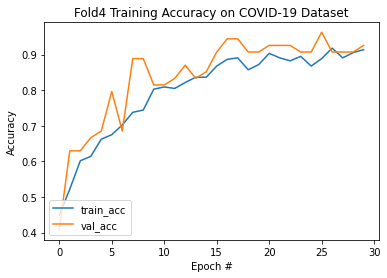 Fold4 Training Accuracy on COVID-19 Dataset
Accuracy
0.9
0.8
0.7
0.6
0.5
0.4
train_acc
val_acc
0 5 10 15 20 25 30
Epoch #